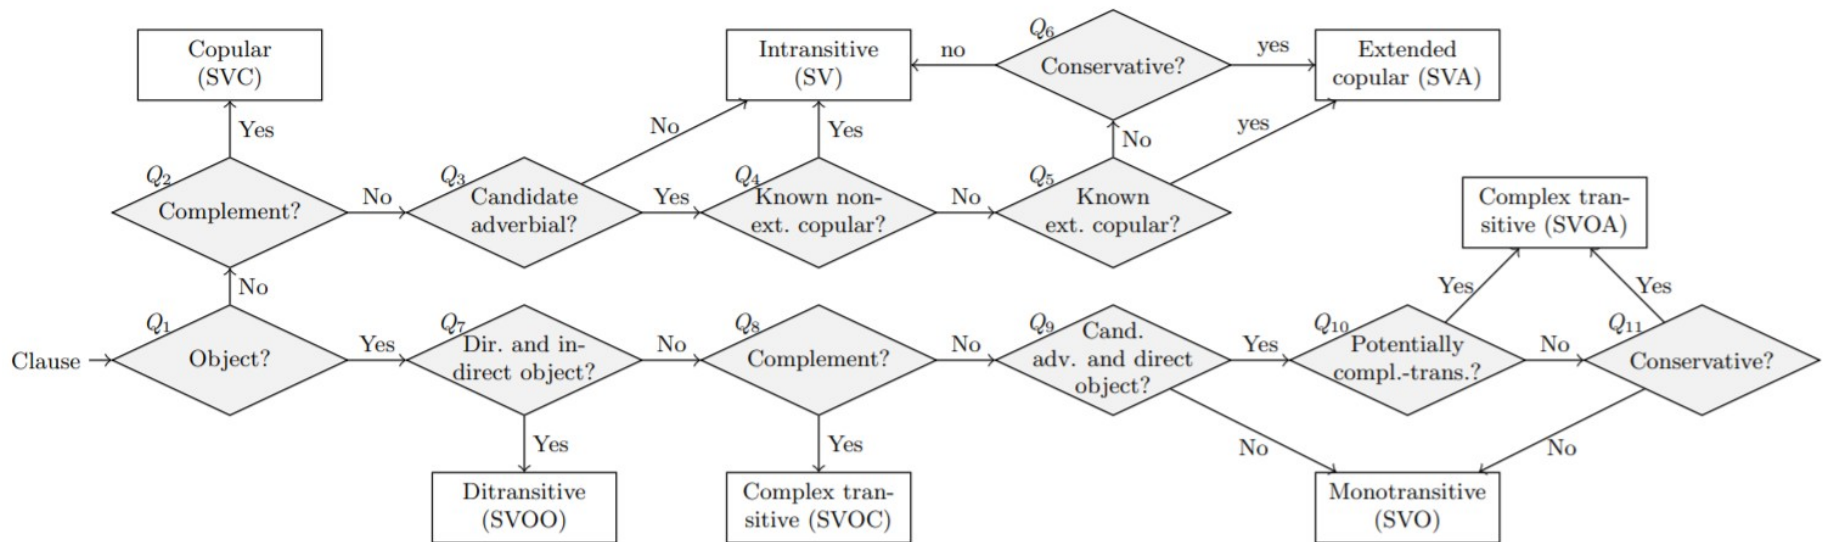 Copular
(SVC)
Intransitive
(SV)
Q6
Conservative?
no
yes
Extended
copular (SVA)
Yes
No
Yes
No
yes
Q2
Complement?
No
Q3
Candidate
adverbial?
Yes
Q4
Known non-
ext. copular?
No
Q5
Known
ext. copular?
Complex tran-
sitive (SVOA)
No
Yes
Yes
Clause
Q1
Object?
Yes
Q7
Dir. and in-
direct object?
No
Q8
Complement?
No
Q9
Cand.
adv. and direct
object?
Yes
Q10
Potentially
compl.-trans.?
No
Q11
Conservative?
Yes
Yes
No
No
Ditransitive
(SVOO)
Complex tran-
sitive (SVOC)
Monotransitive
(SVO)